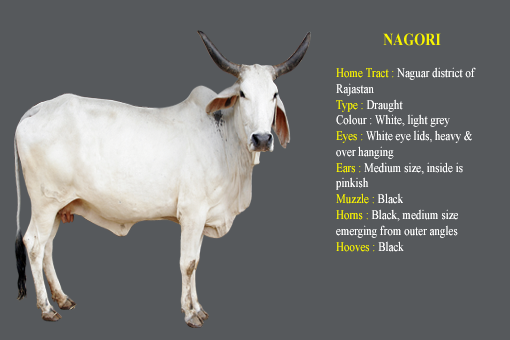 NAGORI
Home Tract : Naguar district of
Rajastan
Type : Draught
Colour : White, light grey
Eyes : White eye lids, heavy &
over hanging
Ears : Medium size, inside is
pinkish
Muzzle : Black
Horns : Black, medium size
emerging from outer angles
Hooves : Black